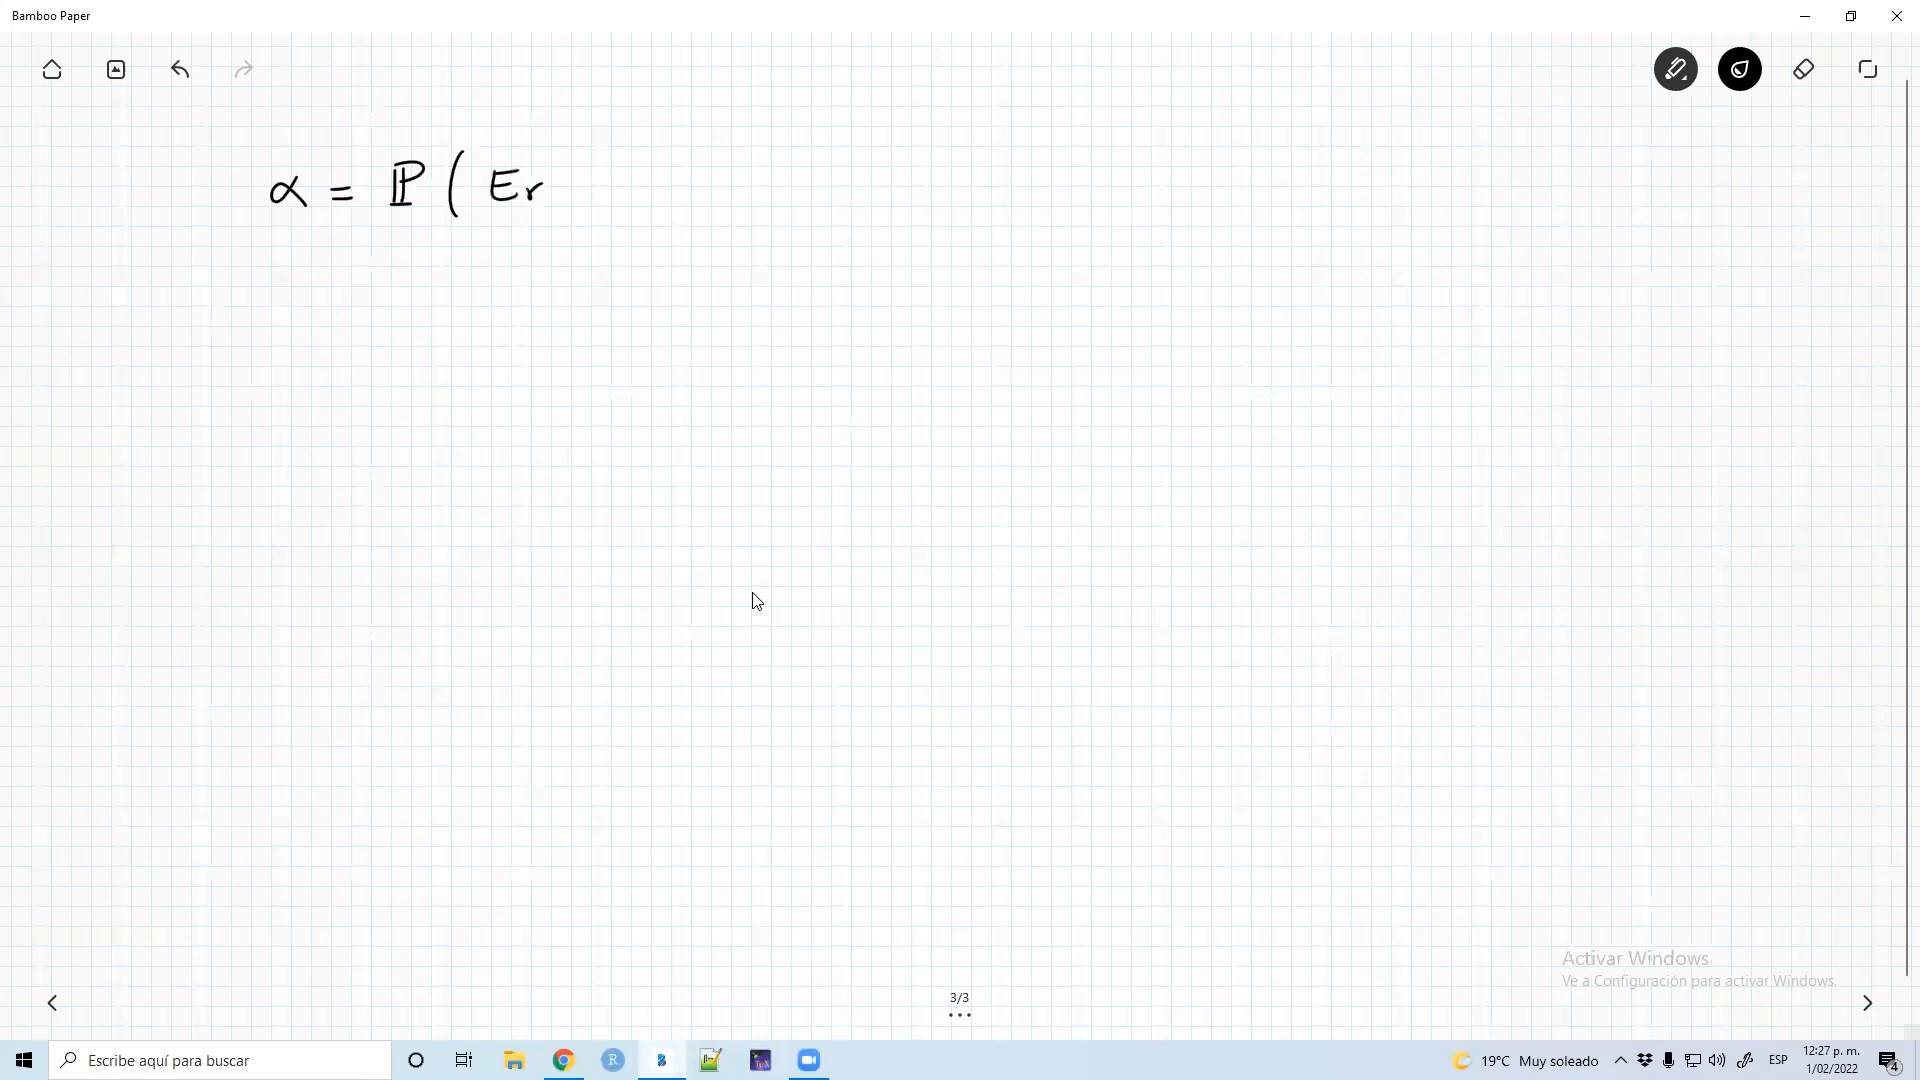 Bamboo Paper
α = ℙ ( Er
Activar Windows
Ve a Configuración para activar Windows.
3/3
Escribe aquí para buscar
19°C Muy soleado
ESP
12:27 p. m.
1/02/2022
4